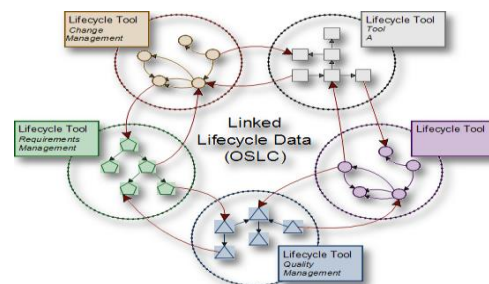 Lifecycle Tool
Change
Management
Lifecycle Tool
Tool
A
Linked
Lifecycle Data
(OSLC)
Lifecycle Tool
Requirements
Management
Lifecycle Tool
Lifecycle Tool
Quality
Management